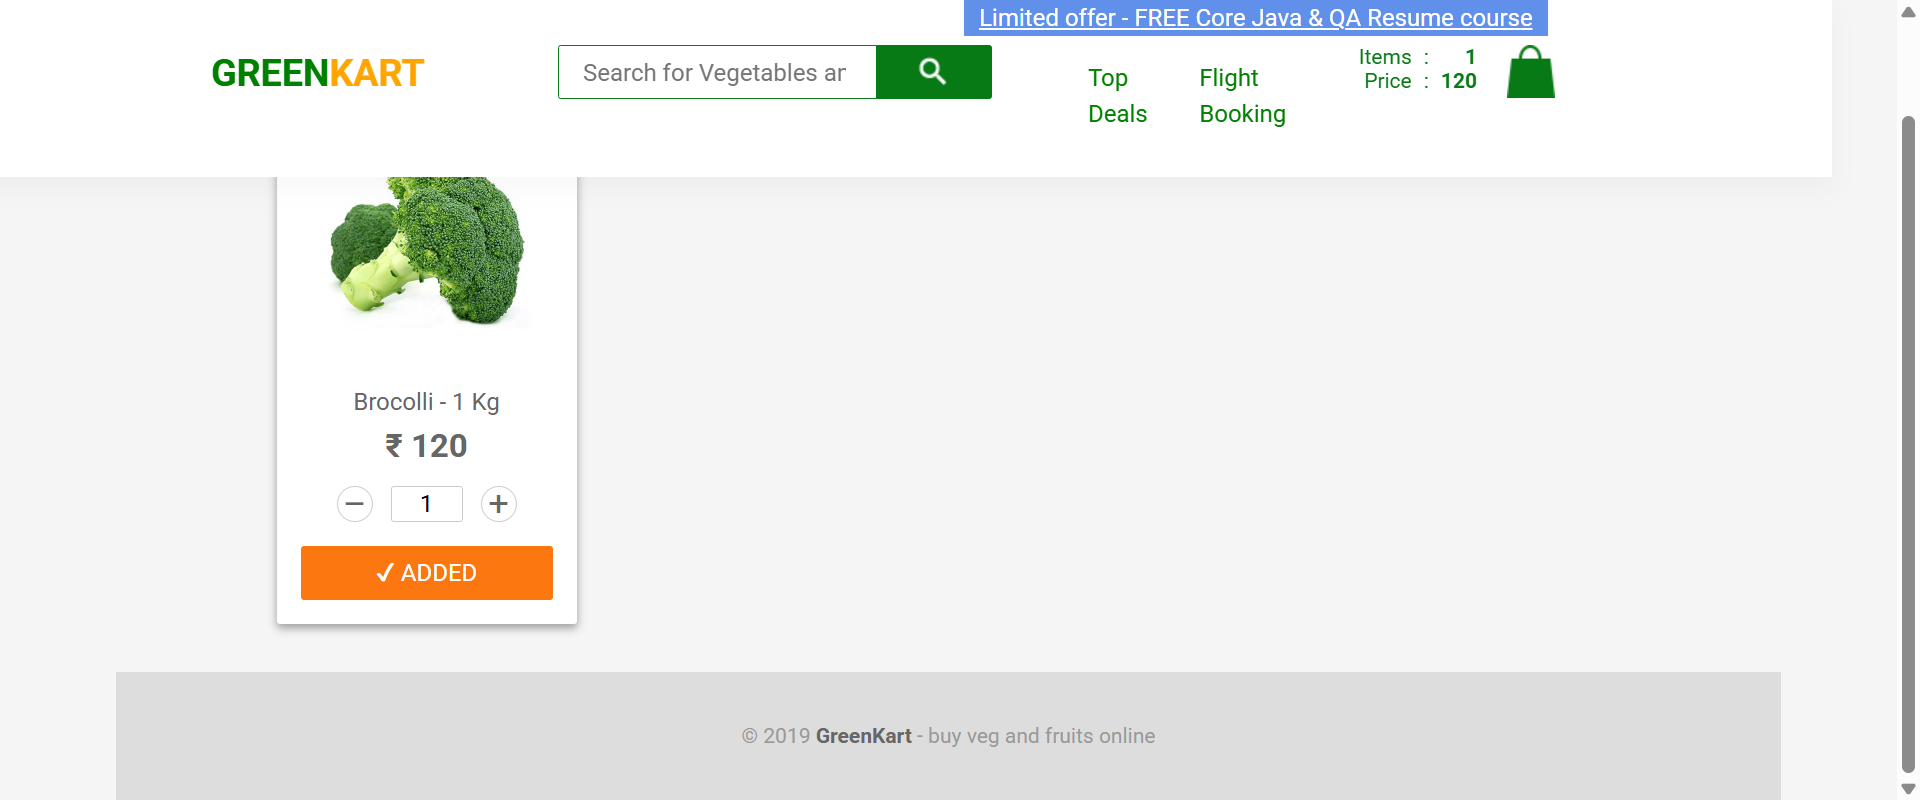 Limited offer - FREE Core Java & QA Resume course
GREENKART
Search for Vegetables ar
Top
Deals
Flight
Booking
Items : 1
Price : 120
Brocolli - 1 Kg
₹ 120
− 1 +
✓ ADDED
© 2019 GreenKart - buy veg and fruits online